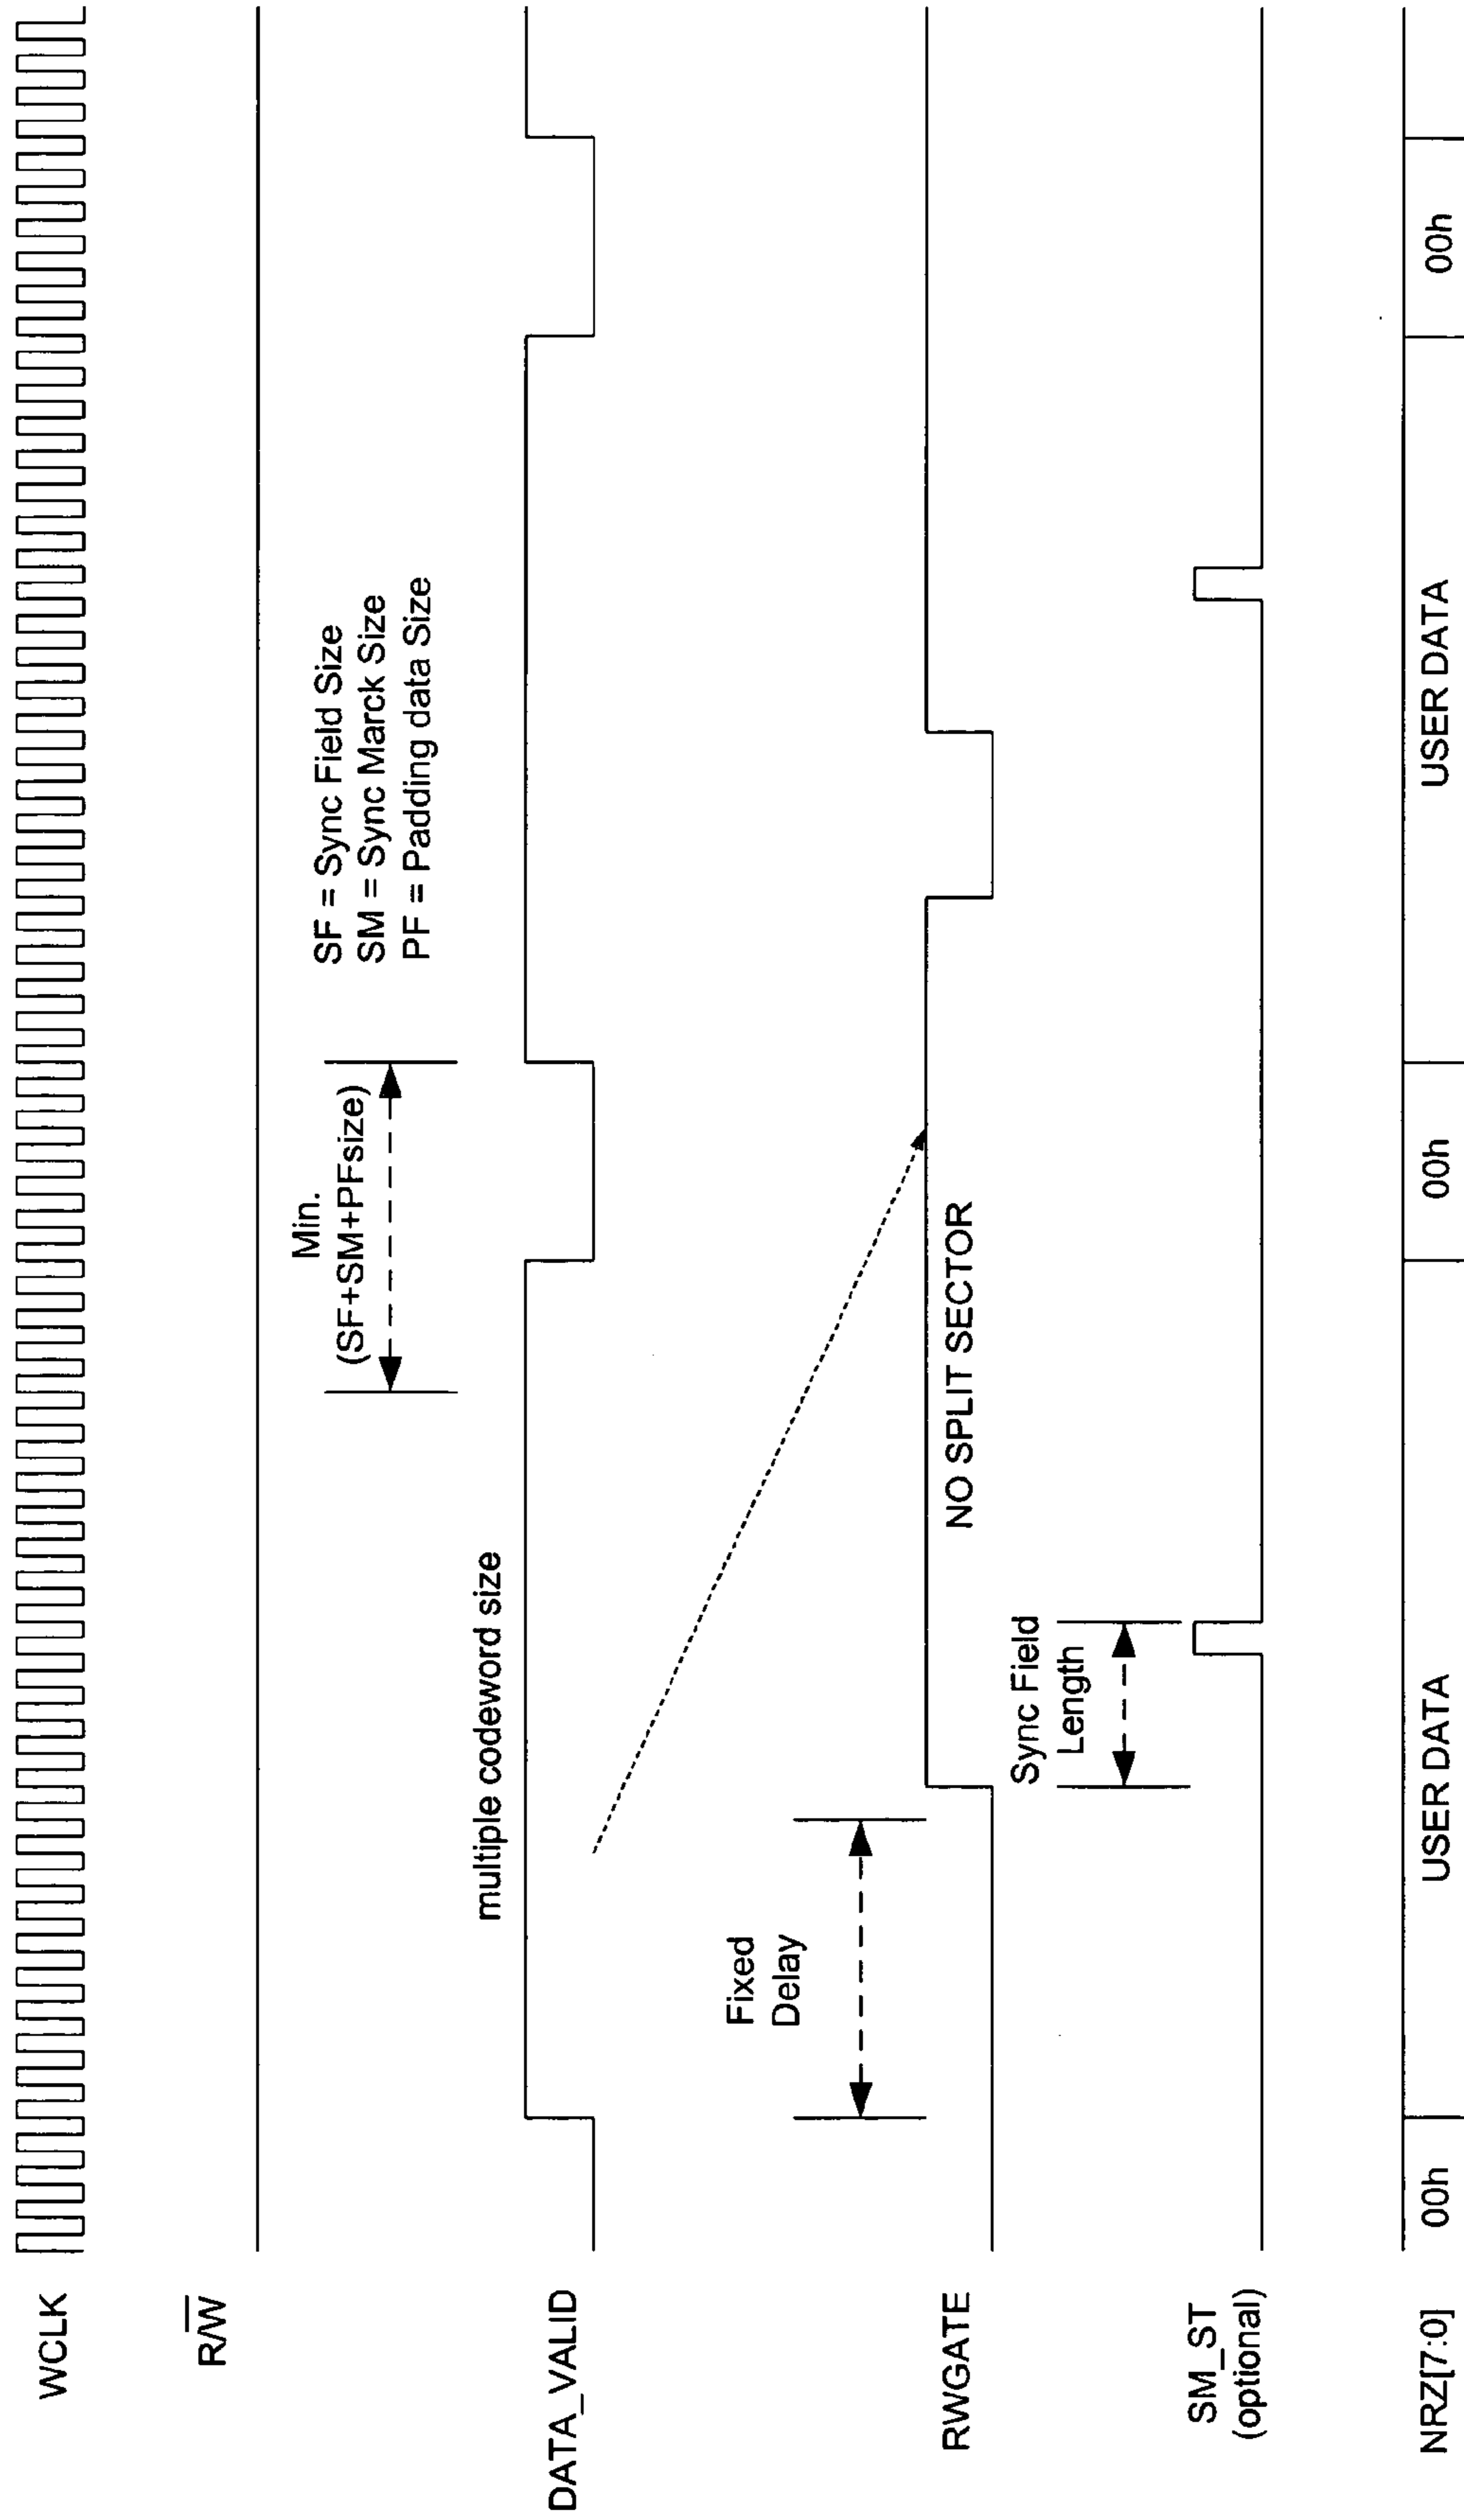 WCLK
R/W
Min.
(SF+SM+PFsize)
SF = Sync Field Size
SM = Sync Marck Size
PF = Padding data Size
multiple codeword size
DATA_VALID
Fixed
Delay
RWGATE
NO SPLIT SECTOR
Sync Field
Length
SM_ST
(optional)
NRZ[7:0]
00h
USER DATA
00h
USER DATA
00h